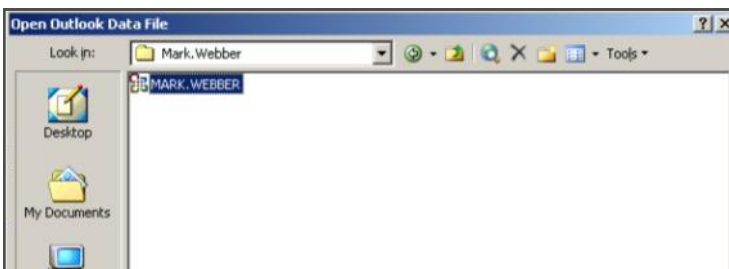 Open Outlook Data File
Look in:
Mark.Webber
Tools
MARK.WEBBER
Desktop
My Documents